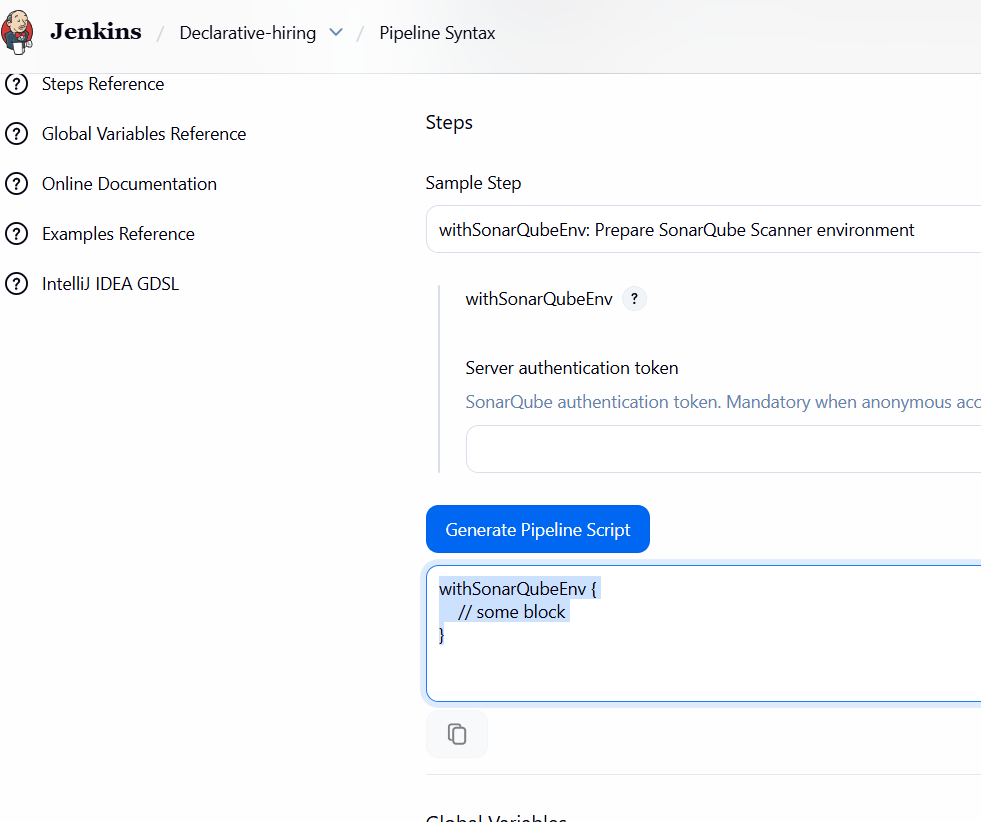 Jenkins / Declarative-hiring / Pipeline Syntax
Steps Reference
Global Variables Reference
Online Documentation
Examples Reference
IntelliJ IDEA GDSL
Steps
Sample Step
withSonarQubeEnv: Prepare SonarQube Scanner environment
withSonarQubeEnv ?
Server authentication token
SonarQube authentication token. Mandatory when anonymous acc
Generate Pipeline Script
withSonarQubeEnv {
// some block
}
Global Variables